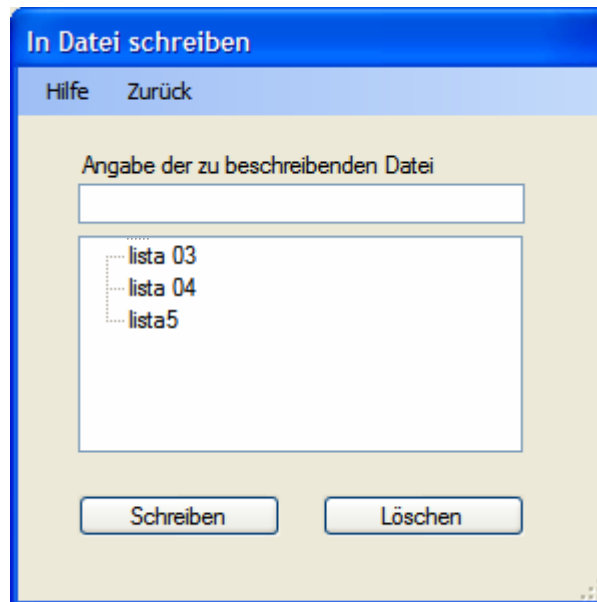 In Datei schreiben
Hilfe Zurück
Angabe der zu beschreibenden Datei
lista 03
lista 04
lista5
Schreiben Löschen